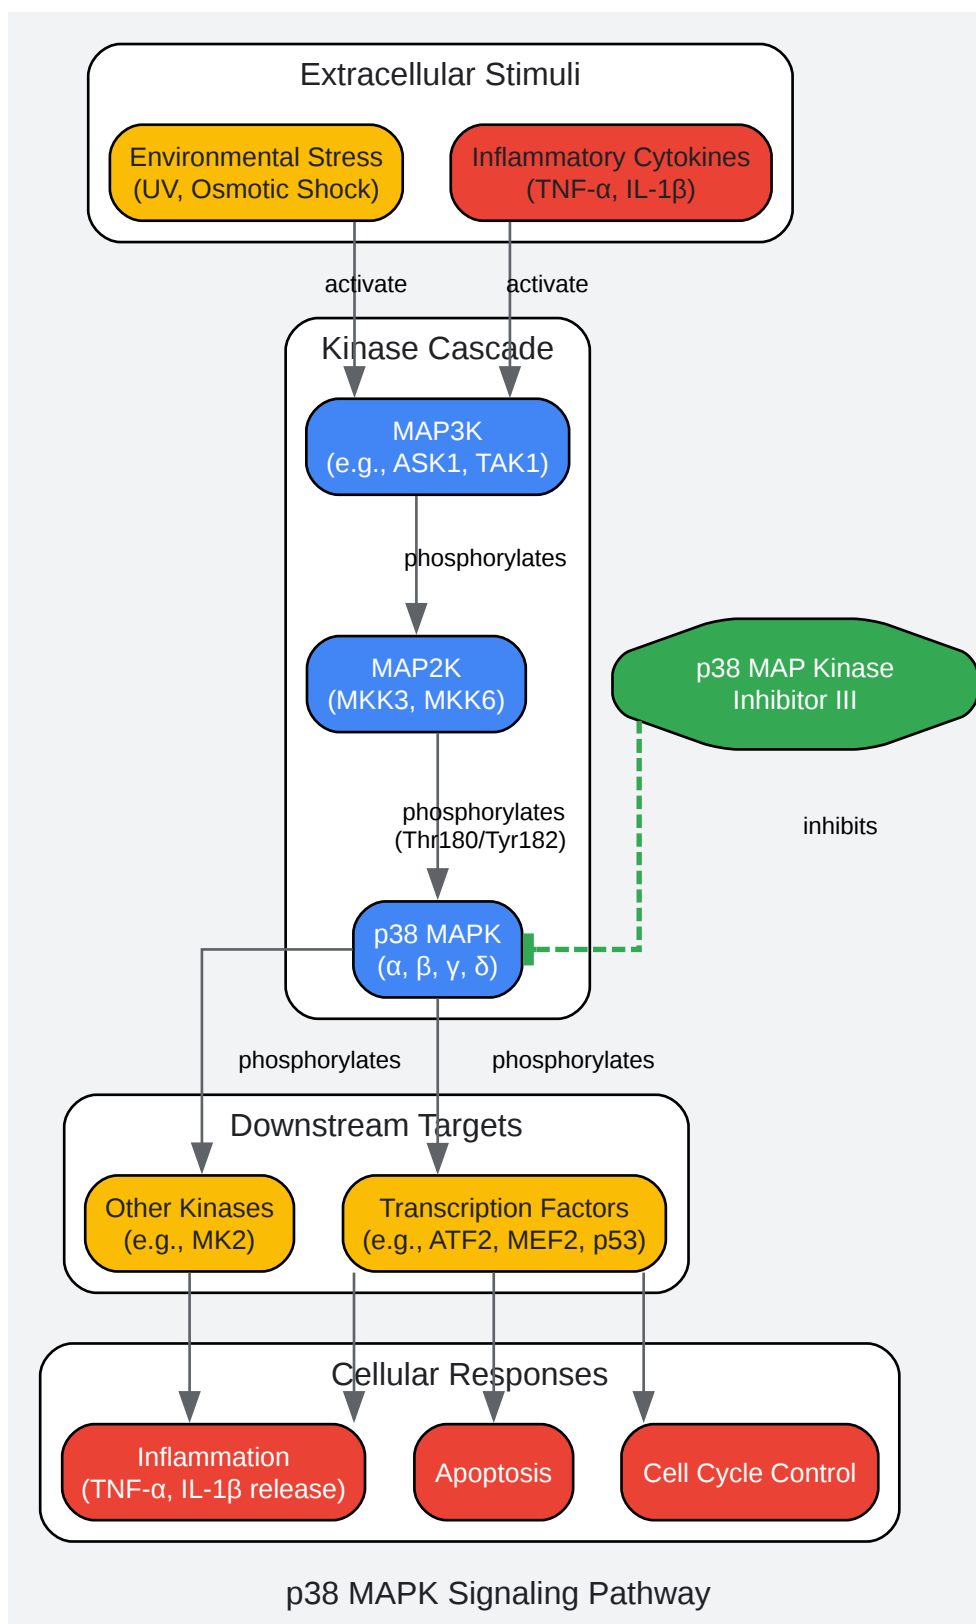 Extracellular Stimuli
Environmental Stress
(UV, Osmotic Shock)
Inflammatory Cytokines
(TNF-α, IL-1β)
activate
activate
Kinase Cascade
MAP3K
(e.g., ASK1, TAK1)
phosphorylates
MAP2K
(MKK3, MKK6)
p38 MAP Kinase
Inhibitor III
phosphorylates
(Thr180/Tyr182)
inhibits
p38 MAPK
(α, β, γ, δ)
phosphorylates
phosphorylates
Downstream Targets
Other Kinases
(e.g., MK2)
Transcription Factors
(e.g., ATF2, MEF2, p53)
Cellular Responses
Inflammation
(TNF-α, IL-1β release)
Apoptosis
Cell Cycle Control
p38 MAPK Signaling Pathway